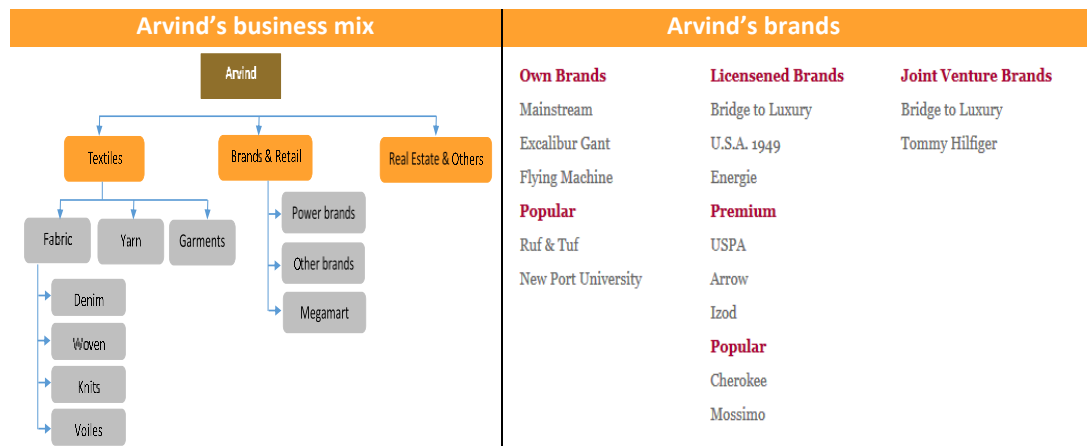 Arvind's business mix
Arvind
Textiles
Brands & Retail
Real Estate & Others
Fabric
Yarn
Garments
Denim
Woven
Knits
Voiles
Power brands
Other brands
Megamart
Arvind's brands
Own Brands
Mainstream
Excalibur Gant
Flying Machine
Popular
Ruf & Tuf
New Port University
Licensened Brands
Bridge to Luxury
U.S.A. 1949
Energie
Premium
USPA
Arrow
Izod
Popular
Cherokee
Mossimo
Joint Venture Brands
Bridge to Luxury
Tommy Hilfiger